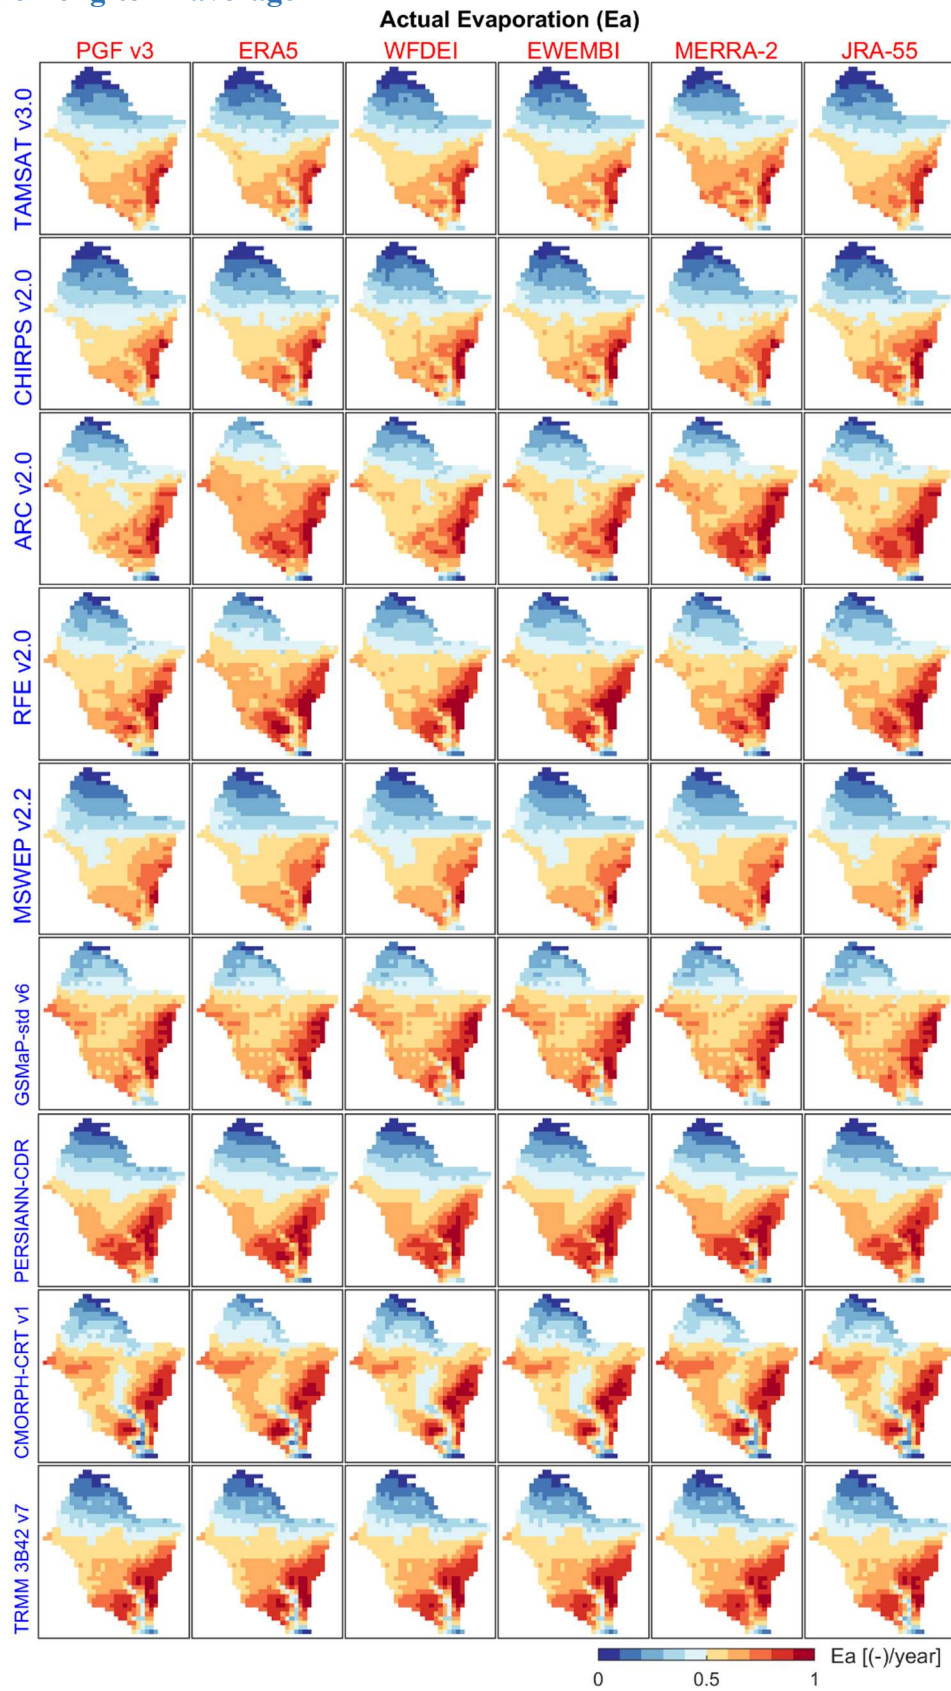 Actual Evaporation (Ea)
PGF v3 ERA5 WFDEI EWEMBI MERRA-2 JRA-55
TAMSAT v3.0
CHIRPS v2.0
ARC v2.0
RFE v2.0
MSWEP v2.2
GSMaP-std v6
PERSIANN-CDR
CMORPH-CRT v1
TRMM 3B42 v7
Ea [(-)/year]
0 0.5 1